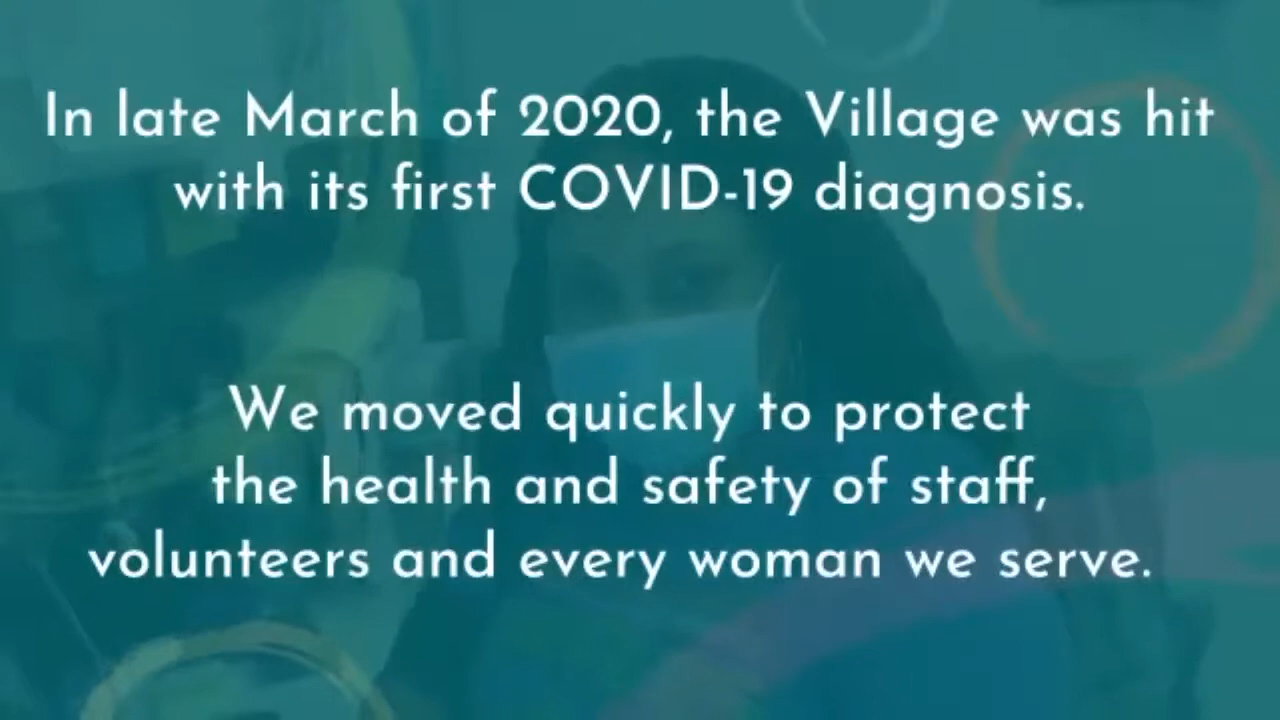 In late March of 2020, the Village was hit
with its first COVID-19 diagnosis.
We moved quickly to protect
the health and safety of staff,
volunteers and every woman we serve.